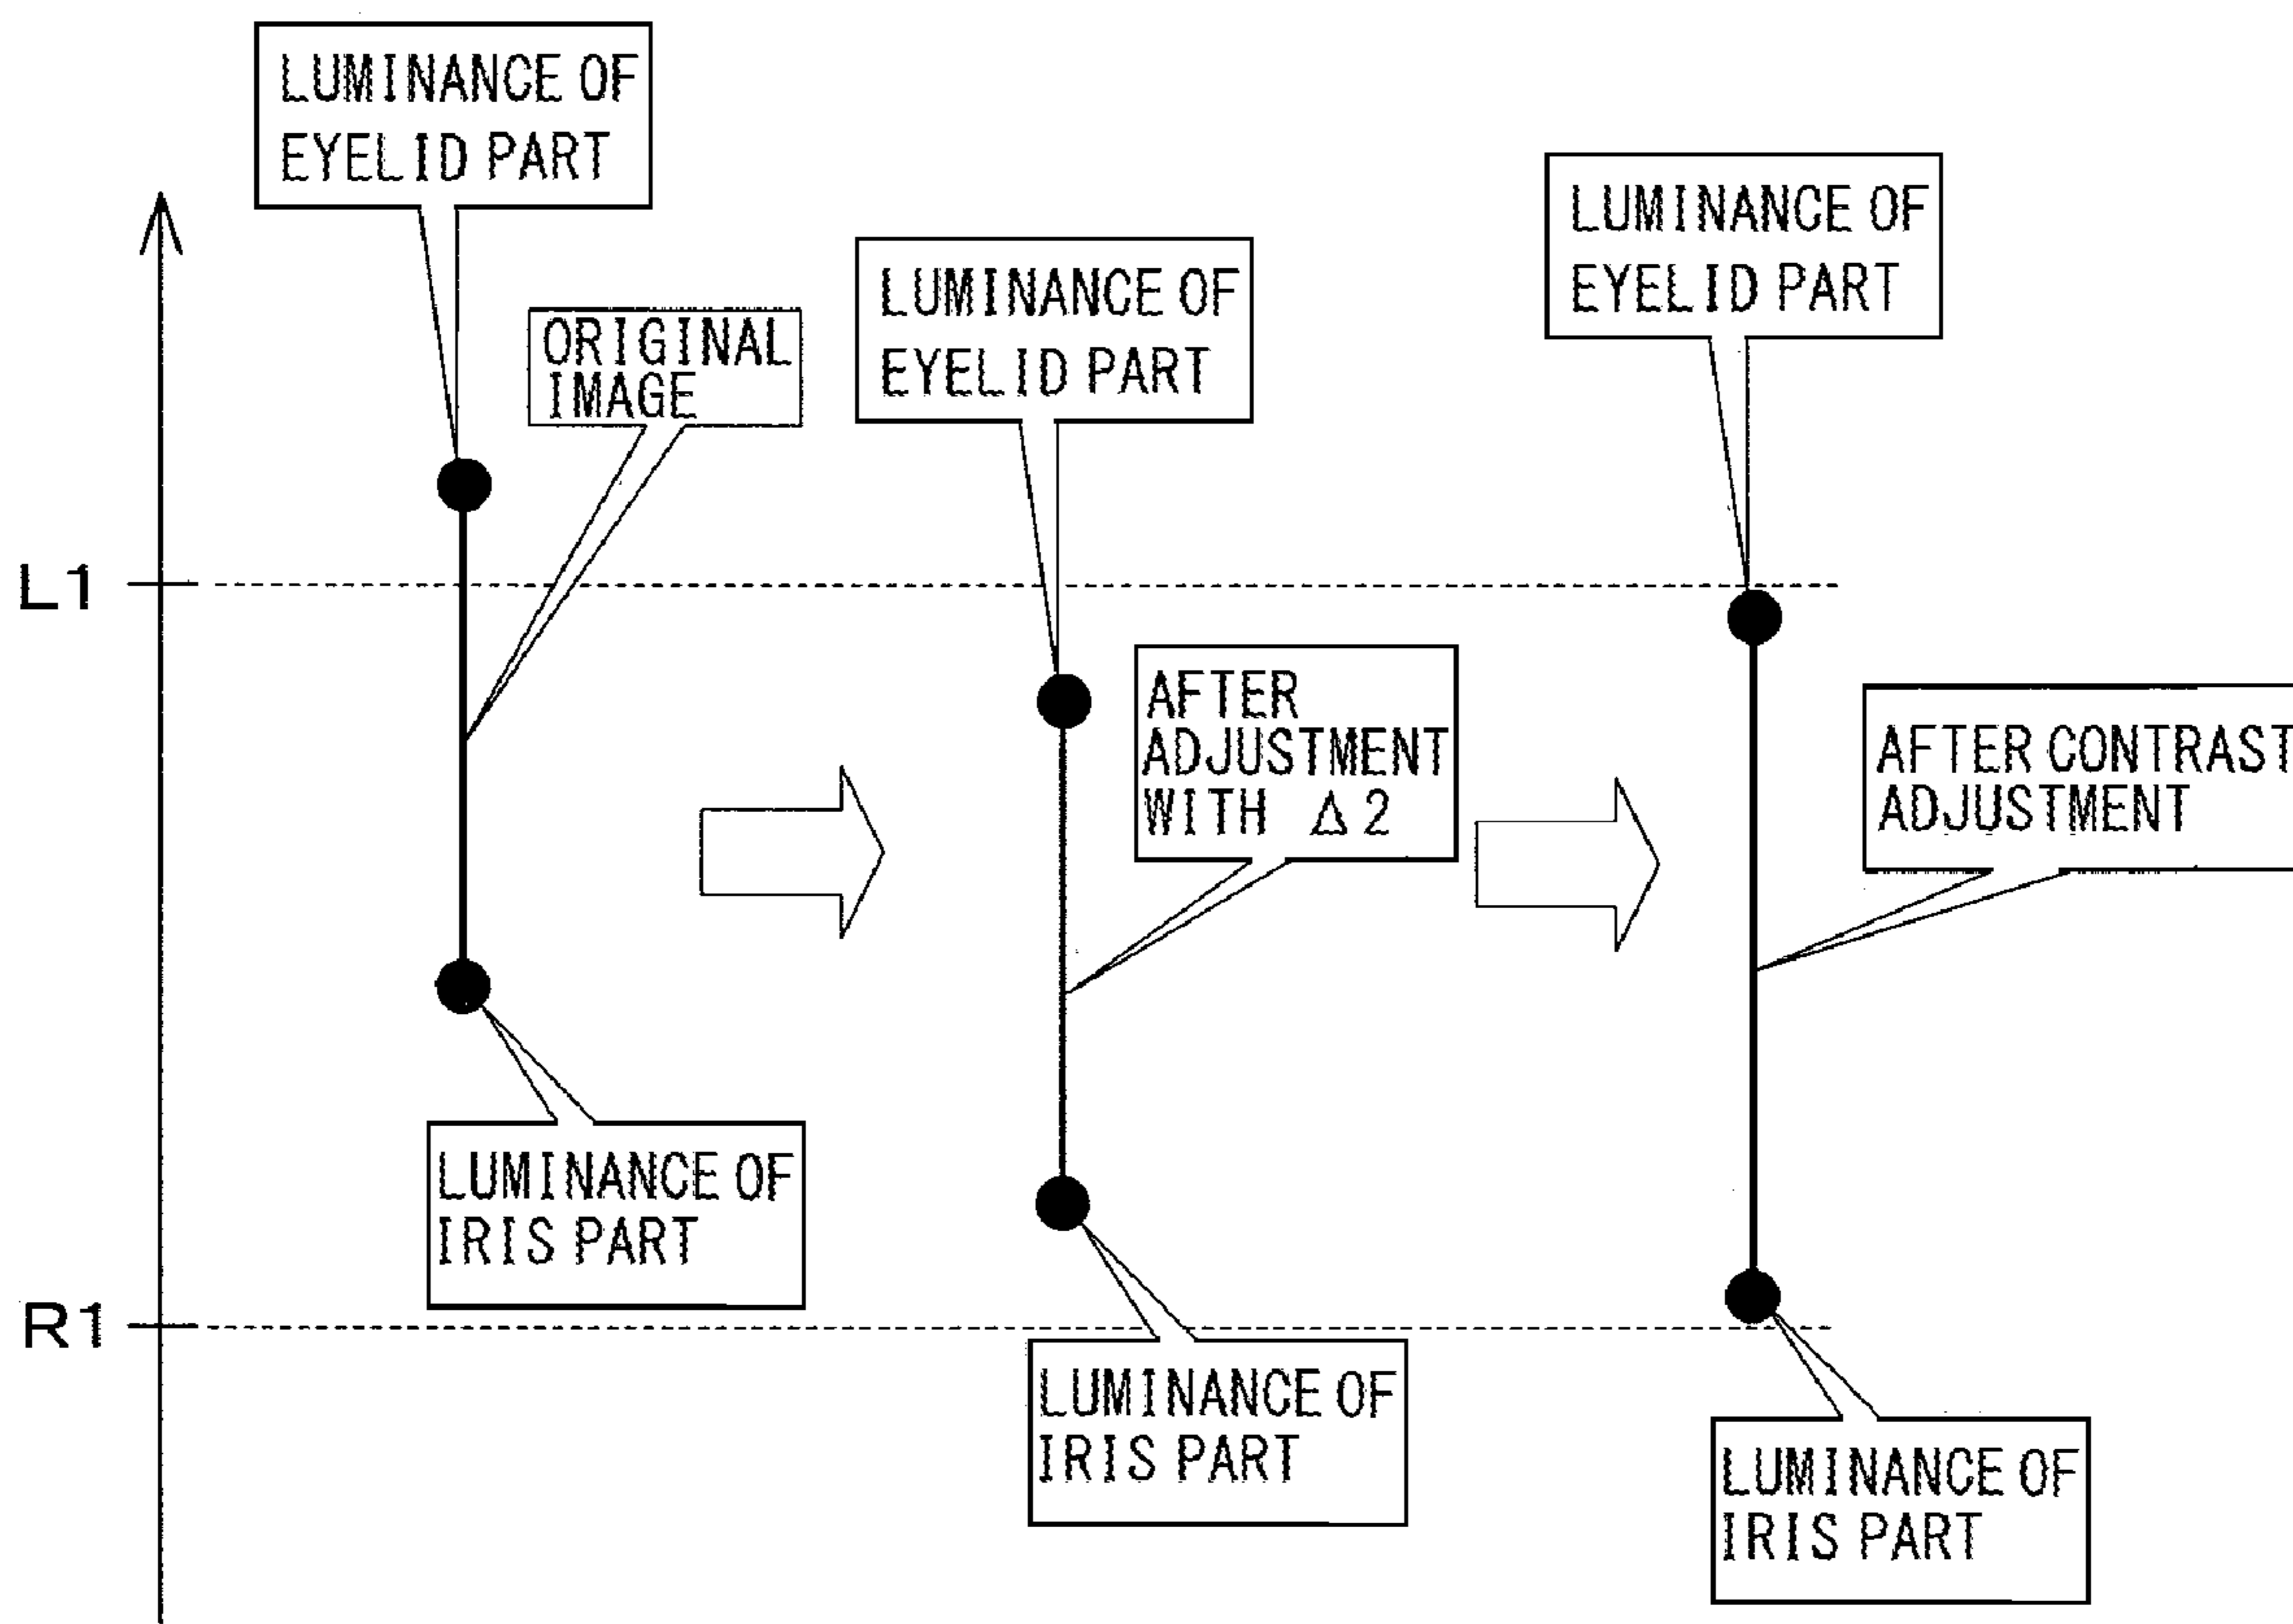 LUMINANCE OF
EYELID PART
ORIGINAL
IMAGE
LUMINANCE OF
EYELID PART
LUMINANCE OF
EYELID PART
L1
AFTER
ADJUSTMENT
WITH Δ2
AFTER CONTRAST
ADJUSTMENT
LUMINANCE OF
IRIS PART
R1
LUMINANCE OF
IRIS PART
LUMINANCE OF
IRIS PART